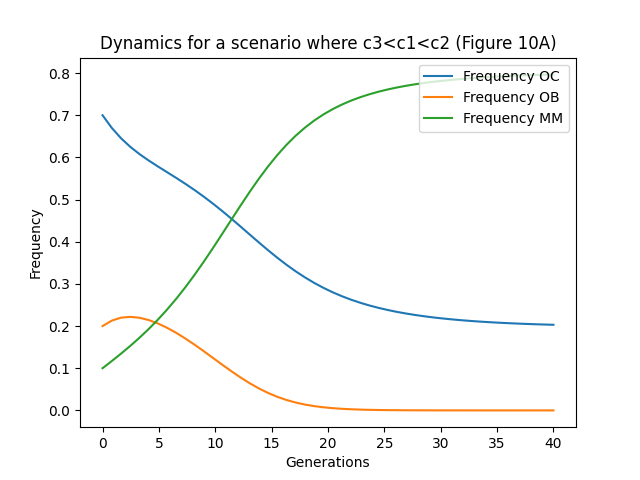 Dynamics for a scenario where c3<c1<c2 (Figure 10A)
Frequency OC
Frequency OB
Frequency MM
Frequency
0.8
0.7
0.6
0.5
0.4
0.3
0.2
0.1
0.0
0 5 10 15 20 25 30 35 40
Generations